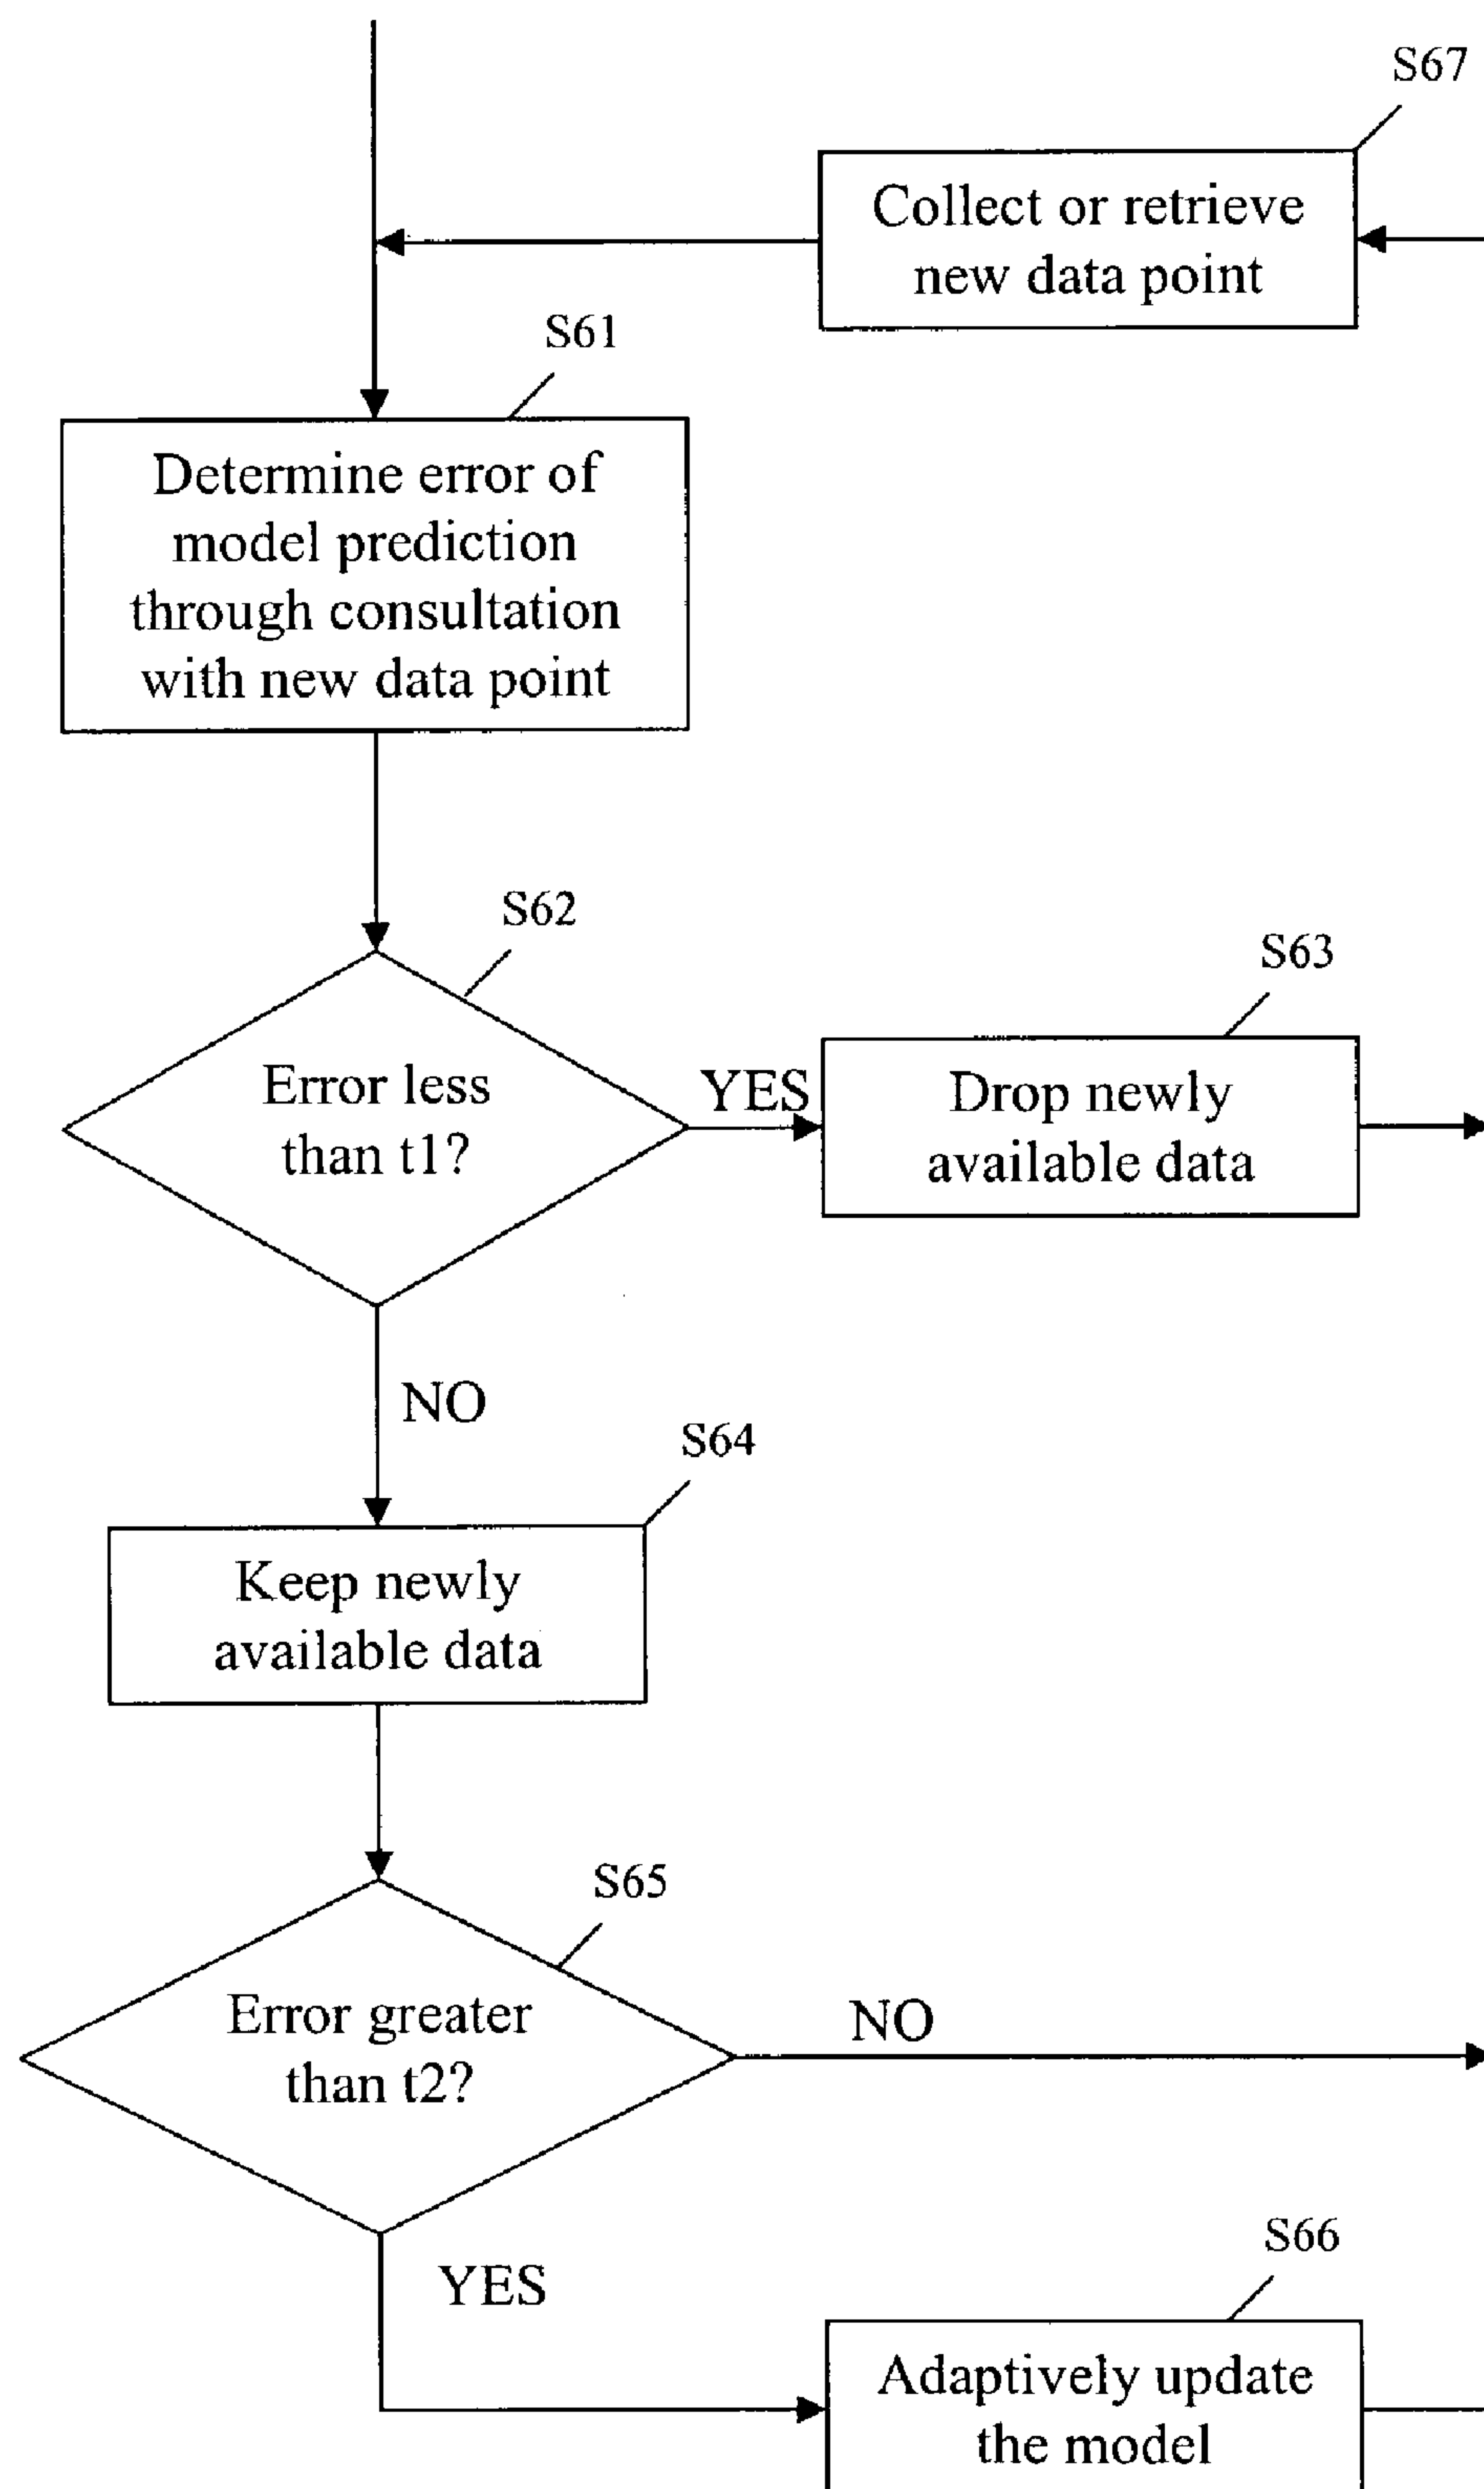 S67
Collect or retrieve
new data point
S61
Determine error of
model prediction
through consultation
with new data point
S62
Error less
than t1?
YES
S63
Drop newly
available data
NO
S64
Keep newly
available data
S65
Error greater
than t2?
NO
YES
S66
Adaptively update
the model